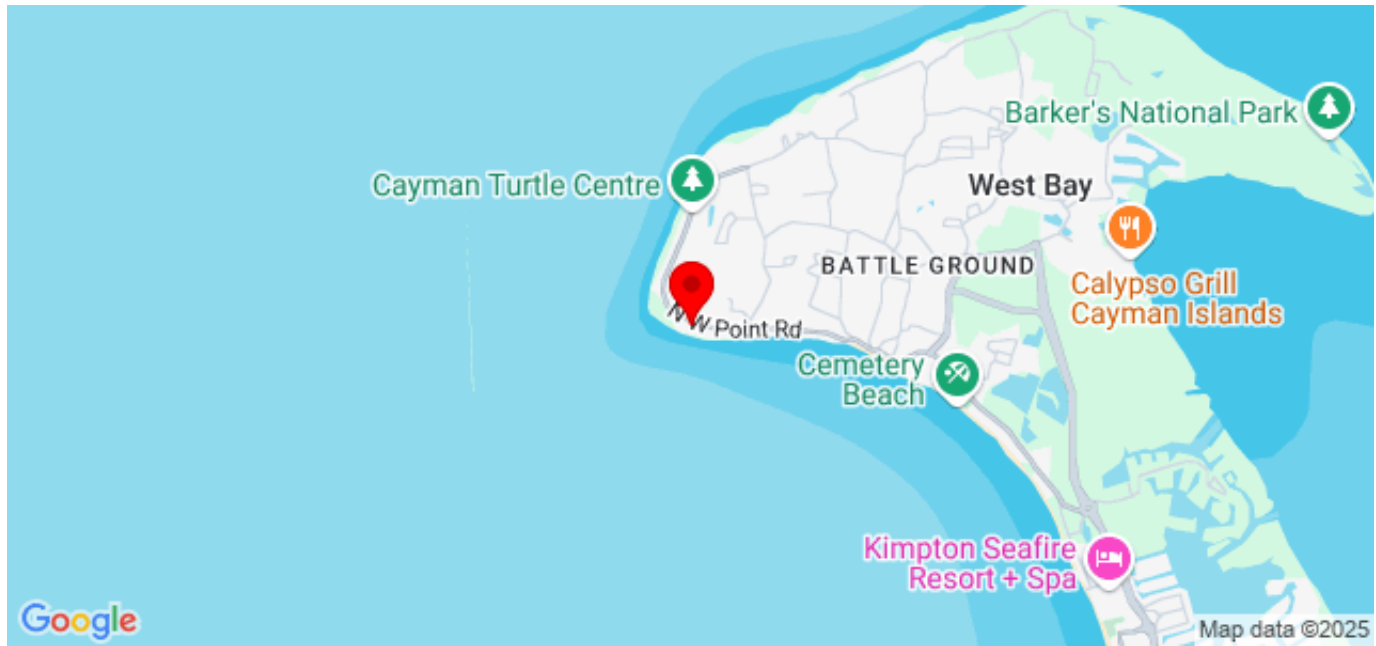 Barker's National Park
Cayman Turtle Centre
West Bay
BATTLE GROUND
Calypso Grill
Cayman Islands
N W Point Rd
Cemetery
Beach
Kimpton Seafire
Resort + Spa
Google
Map data ©2025